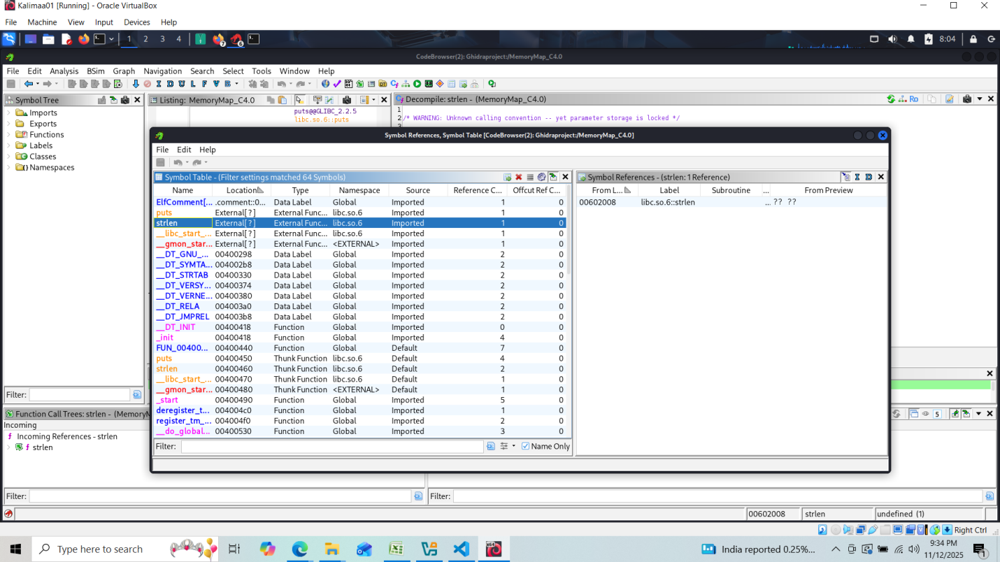 Kalimaa01 [Running] - Oracle VirtualBox
File Machine View Input Devices Help
1 2 3 4 7 6 8:04
CodeBrowser(2): Ghidraproject:/MemoryMap_C4.0
File Edit Analysis BSim Graph Navigation Search Select Tools Window Help
I D U L F V B
Symbol Tree
Imports
Exports
Functions
Labels
Classes
Namespaces
Filter:
Listing: MemoryMap_C4.0
puts@@GLIBC_2.2.5
libc.so.6::puts
Decompile: strlen - (MemoryMap_C4.0)
1
/* WARNING: Unknown calling convention -- yet parameter storage is locked */
2
Symbol References, Symbol Table [CodeBrowser(2): Ghidraproject:/MemoryMap_C4.0]
File Edit Help
Symbol Table - (Filter settings matched 64 Symbols)
Name Location Type Namespace Source Reference C... Offcut Ref C...
ElfComment[... .comment::0... Data Label Global Imported 1 0
puts External[?] External Func... libc.so.6 Imported 1 0
strlen External[?] External Func... libc.so.6 Imported 1 0
__libc_start_... External[?] External Func... libc.so.6 Imported 1 0
__gmon_star... External[?] External Func... <EXTERNAL> Imported 1 0
__DT_GNU_... 00400298 Data Label Global Imported 2 0
__DT_SYMTA... 004002b8 Data Label Global Imported 2 0
__DT_STRTAB 00400330 Data Label Global Imported 2 0
__DT_VERSY... 00400374 Data Label Global Imported 2 0
__DT_VERNE... 00400380 Data Label Global Imported 2 0
__DT_RELA 004003a0 Data Label Global Imported 2 0
__DT_JMPREL 004003b8 Data Label Global Imported 2 0
__DT_INIT 00400418 Function Global Imported 0 0
_init 00400418 Function Global Imported 4 0
FUN_00400... 00400440 Function Global Default 7 0
puts 00400450 Thunk Function libc.so.6 Default 4 0
strlen 00400460 Thunk Function libc.so.6 Default 2 0
__libc_start_... 00400470 Thunk Function libc.so.6 Default 1 0
__gmon_star... 00400480 Thunk Function <EXTERNAL> Default 1 0
_start 00400490 Function Global Imported 5 0
deregister_t... 004004c0 Function Global Imported 1 0
register_tm_... 004004f0 Function Global Imported 2 0
__do_global... 00400530 Function Global Imported 3 0
Filter: Name Only
Symbol References - (strlen: 1 Reference)
I D
From L... Label Subroutine ... From Preview
00602008 libc.so.6::strlen ... ?? ??
Function Call Trees: strlen - (MemoryM
5
Incoming
Incoming References - strlen
f strlen
Filter:
Filter:
00602008 strlen undefined (1)
Right Ctrl
Type here to search
India reported 0.25%...
9:34 PM
11/12/2025
1